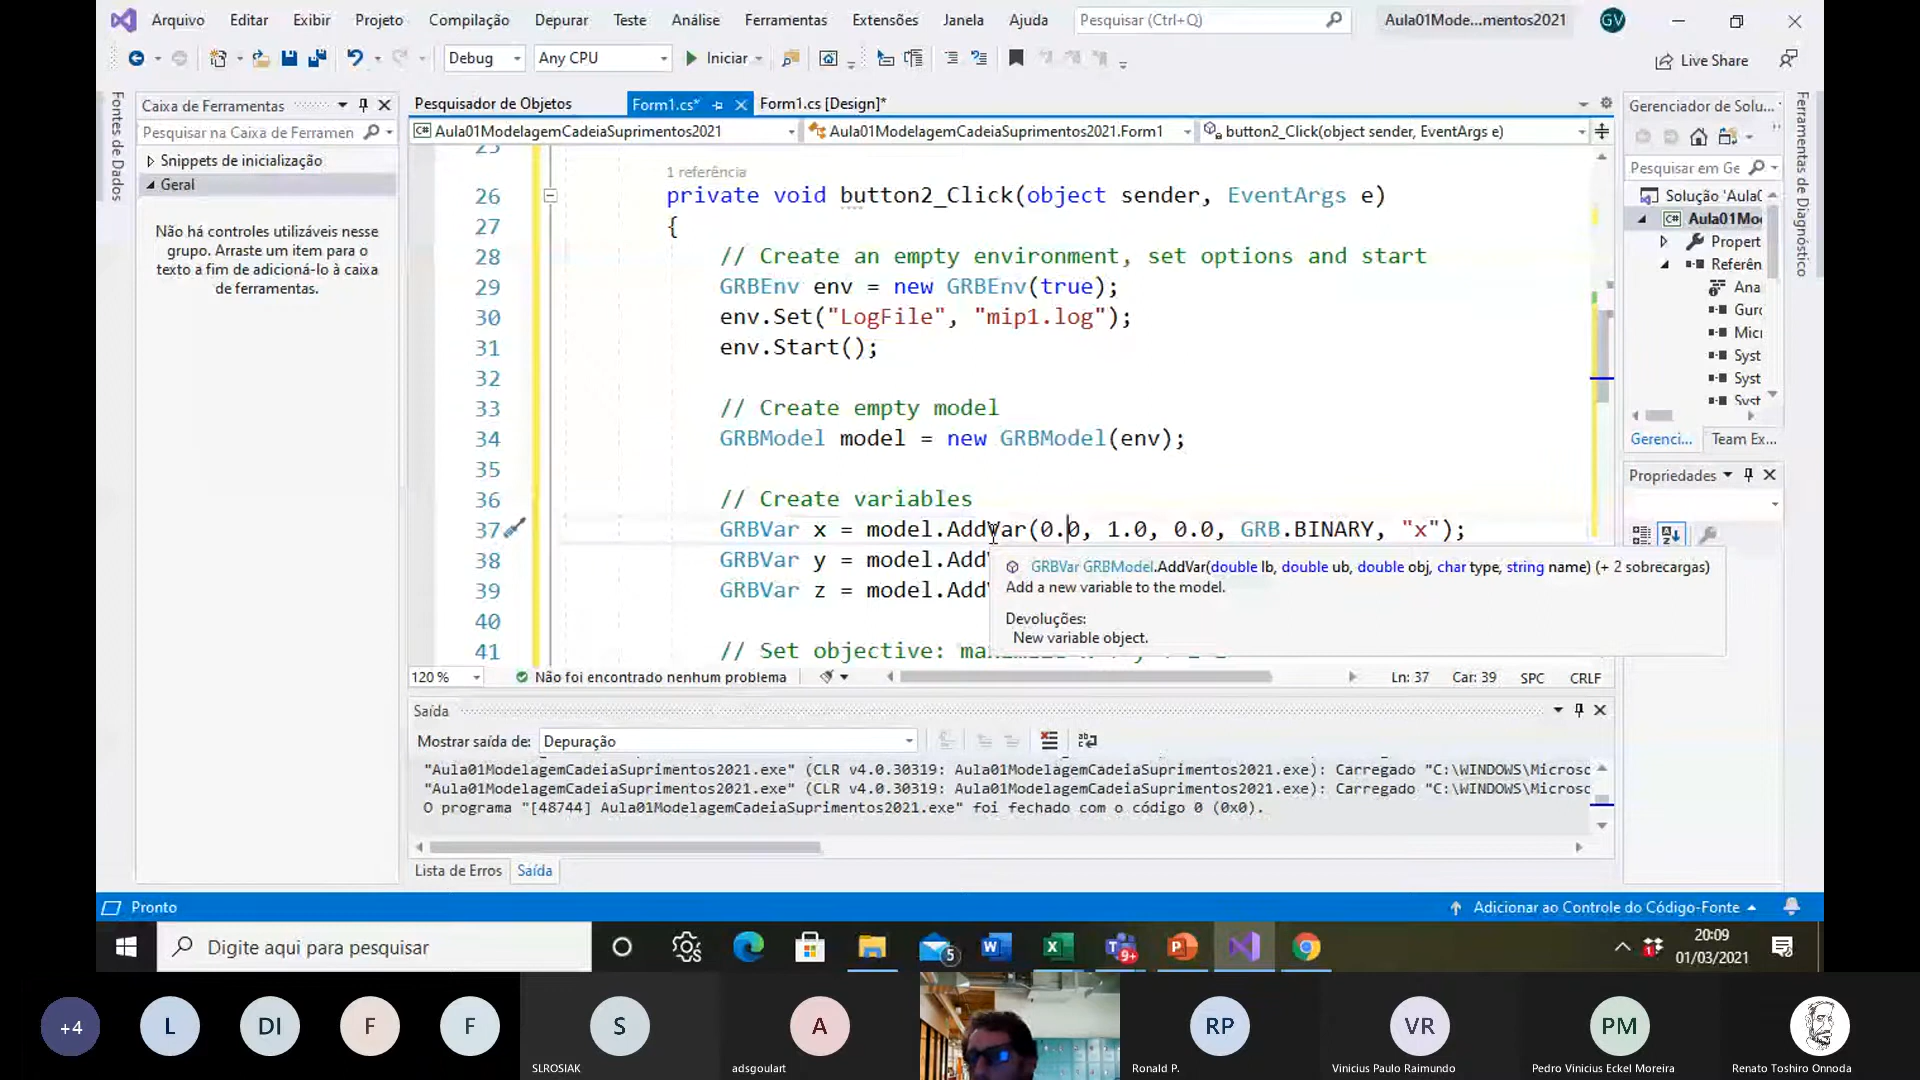 Arquivo Editar Exibir Projeto Compilação Depurar Teste Análise Ferramentas Extensões Janela Ajuda Pesquisar (Ctrl+Q) Aula01Mode...mentos2021 GV
Debug Any CPU Iniciar Live Share
Fontes de Dados
Caixa de Ferramentas
Pesquisar na Caixa de Ferramen
Snippets de inicialização
Geral
Não há controles utilizáveis nesse
grupo. Arraste um item para o
texto a fim de adicioná-lo à caixa
de ferramentas.
Pesquisador de Objetos Form1.cs* Form1.cs [Design]*
Aula01ModelagemCadeiaSuprimentos2021 Aula01ModelagemCadeiaSuprimentos2021.Form1 button2_Click(object sender, EventArgs e)
25
1 referência
26 private void button2_Click(object sender, EventArgs e)
27 {
28 // Create an empty environment, set options and start
29 GRBEnv env = new GRBEnv(true);
30 env.Set("LogFile", "mip1.log");
31 env.Start();
32
33 // Create empty model
34 GRBModel model = new GRBModel(env);
35
36 // Create variables
37 GRBVar x = model.AddVar(0.0, 1.0, 0.0, GRB.BINARY, "x");
38 GRBVar y = model.AddV
39 GRBVar z = model.AddV
40
41 // Set objective:
GRBVar GRBModel.AddVar(double lb, double ub, double obj, char type, string name) (+ 2 sobrecargas)
Add a new variable to the model.
Devoluções:
New variable object.
120 % Não foi encontrado nenhum problema Ln: 37 Car: 39 SPC CRLF
Saída
Mostrar saída de: Depuração
"Aula01ModelagemCadeiaSuprimentos2021.exe" (CLR v4.0.30319: Aula01ModelagemCadeiaSuprimentos2021.exe): Carregado "C:\WINDOWS\Microsc
"Aula01ModelagemCadeiaSuprimentos2021.exe" (CLR v4.0.30319: Aula01ModelagemCadeiaSuprimentos2021.exe): Carregado "C:\WINDOWS\Microsc
O programa "[48744] Aula01ModelagemCadeiaSuprimentos2021.exe" foi fechado com o código 0 (0x0).
Lista de Erros Saída
Gerenciador de Solu...
Pesquisar em Ge
Solução 'Aula0
Aula01Mo
Propert
Referên
Ana
Guro
Micr
Syst
Syst
Syst
Gerenci... Team Ex...
Propriedades
Ferramentas de Diagnóstico
Pronto Adicionar ao Controle do Código-Fonte
Digite aqui para pesquisar
5
9+
20:09
01/03/2021
+4 L DI F F S A RP VR PM
SLROSIAK adsgoulart Ronald P. Vinicius Paulo Raimundo Pedro Vinicius Eckel Moreira Renato Toshiro Onnoda